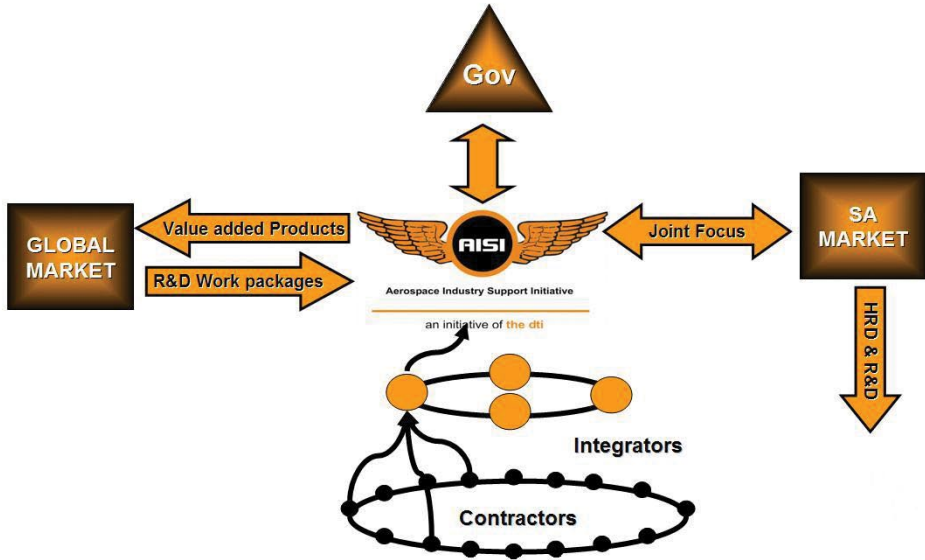 Gov
GLOBAL
MARKET
Value added Products
R&D Work packages
AISI
Aerospace Industry Support Initiative
an initiative of the dti
Joint Focus
SA
MARKET
HRD & R&D
Integrators
Contractors